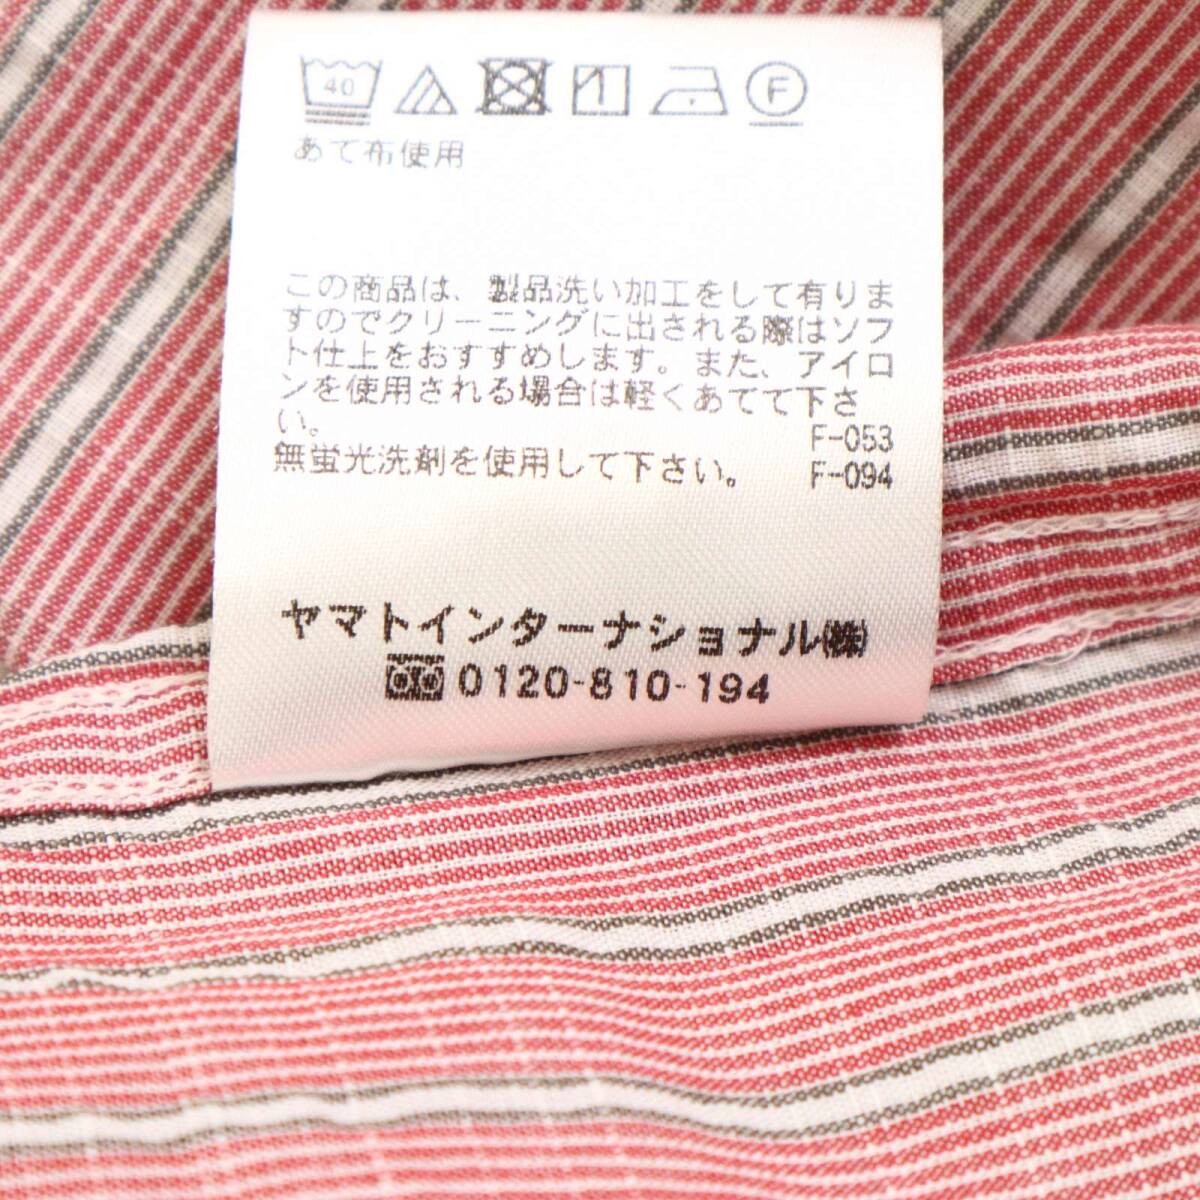 40
F
あて布使用
この商品は、製品洗い加工をして有りま
すのでクリーニングに出される際はソフ
ト仕上をおすすめします。また、アイロ
ンを使用される場合は軽くあてて下さ
い。 F-053
無蛍光洗剤を使用して下さい。 F-094
ヤマトインターナショナル㈱
0120-810-194